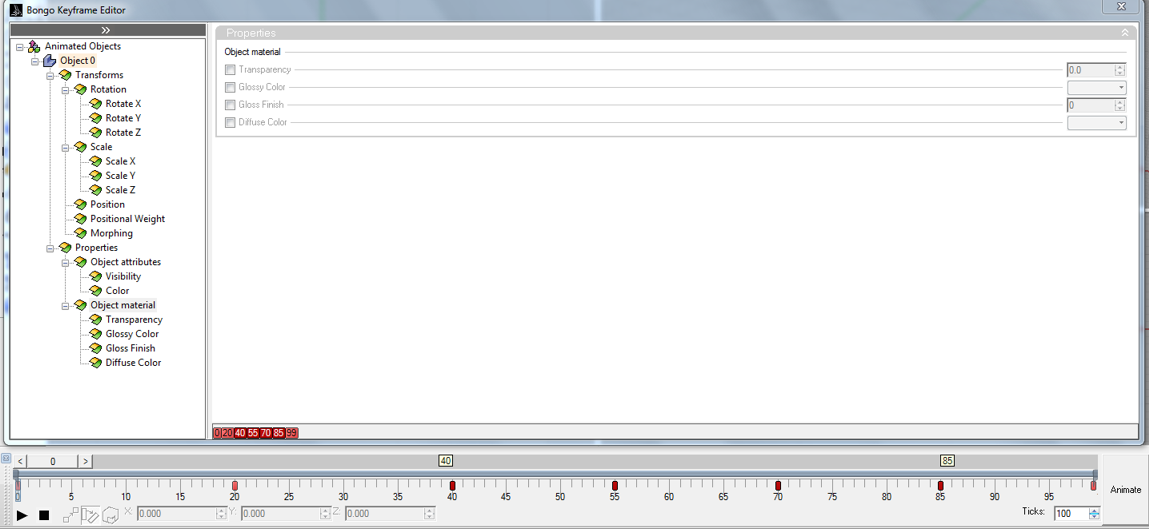 Bongo Keyframe Editor
Animated Objects
Object 0
Transforms
Rotation
Rotate X
Rotate Y
Rotate Z
Scale
Scale X
Scale Y
Scale Z
Position
Positional Weight
Morphing
Properties
Object attributes
Visibility
Color
Object material
Transparency
Glossy Color
Gloss Finish
Diffuse Color
Properties
Object material
Transparency 0.0
Glossy Color
Gloss Finish 0
Diffuse Color
0 20 40 55 70 85 99
< 0 > 40 85
0 5 10 15 20 25 30 35 40 45 50 55 60 65 70 75 80 85 90 95
Animate
X: 0.000 Y: 0.000 Z: 0.000 Ticks: 100